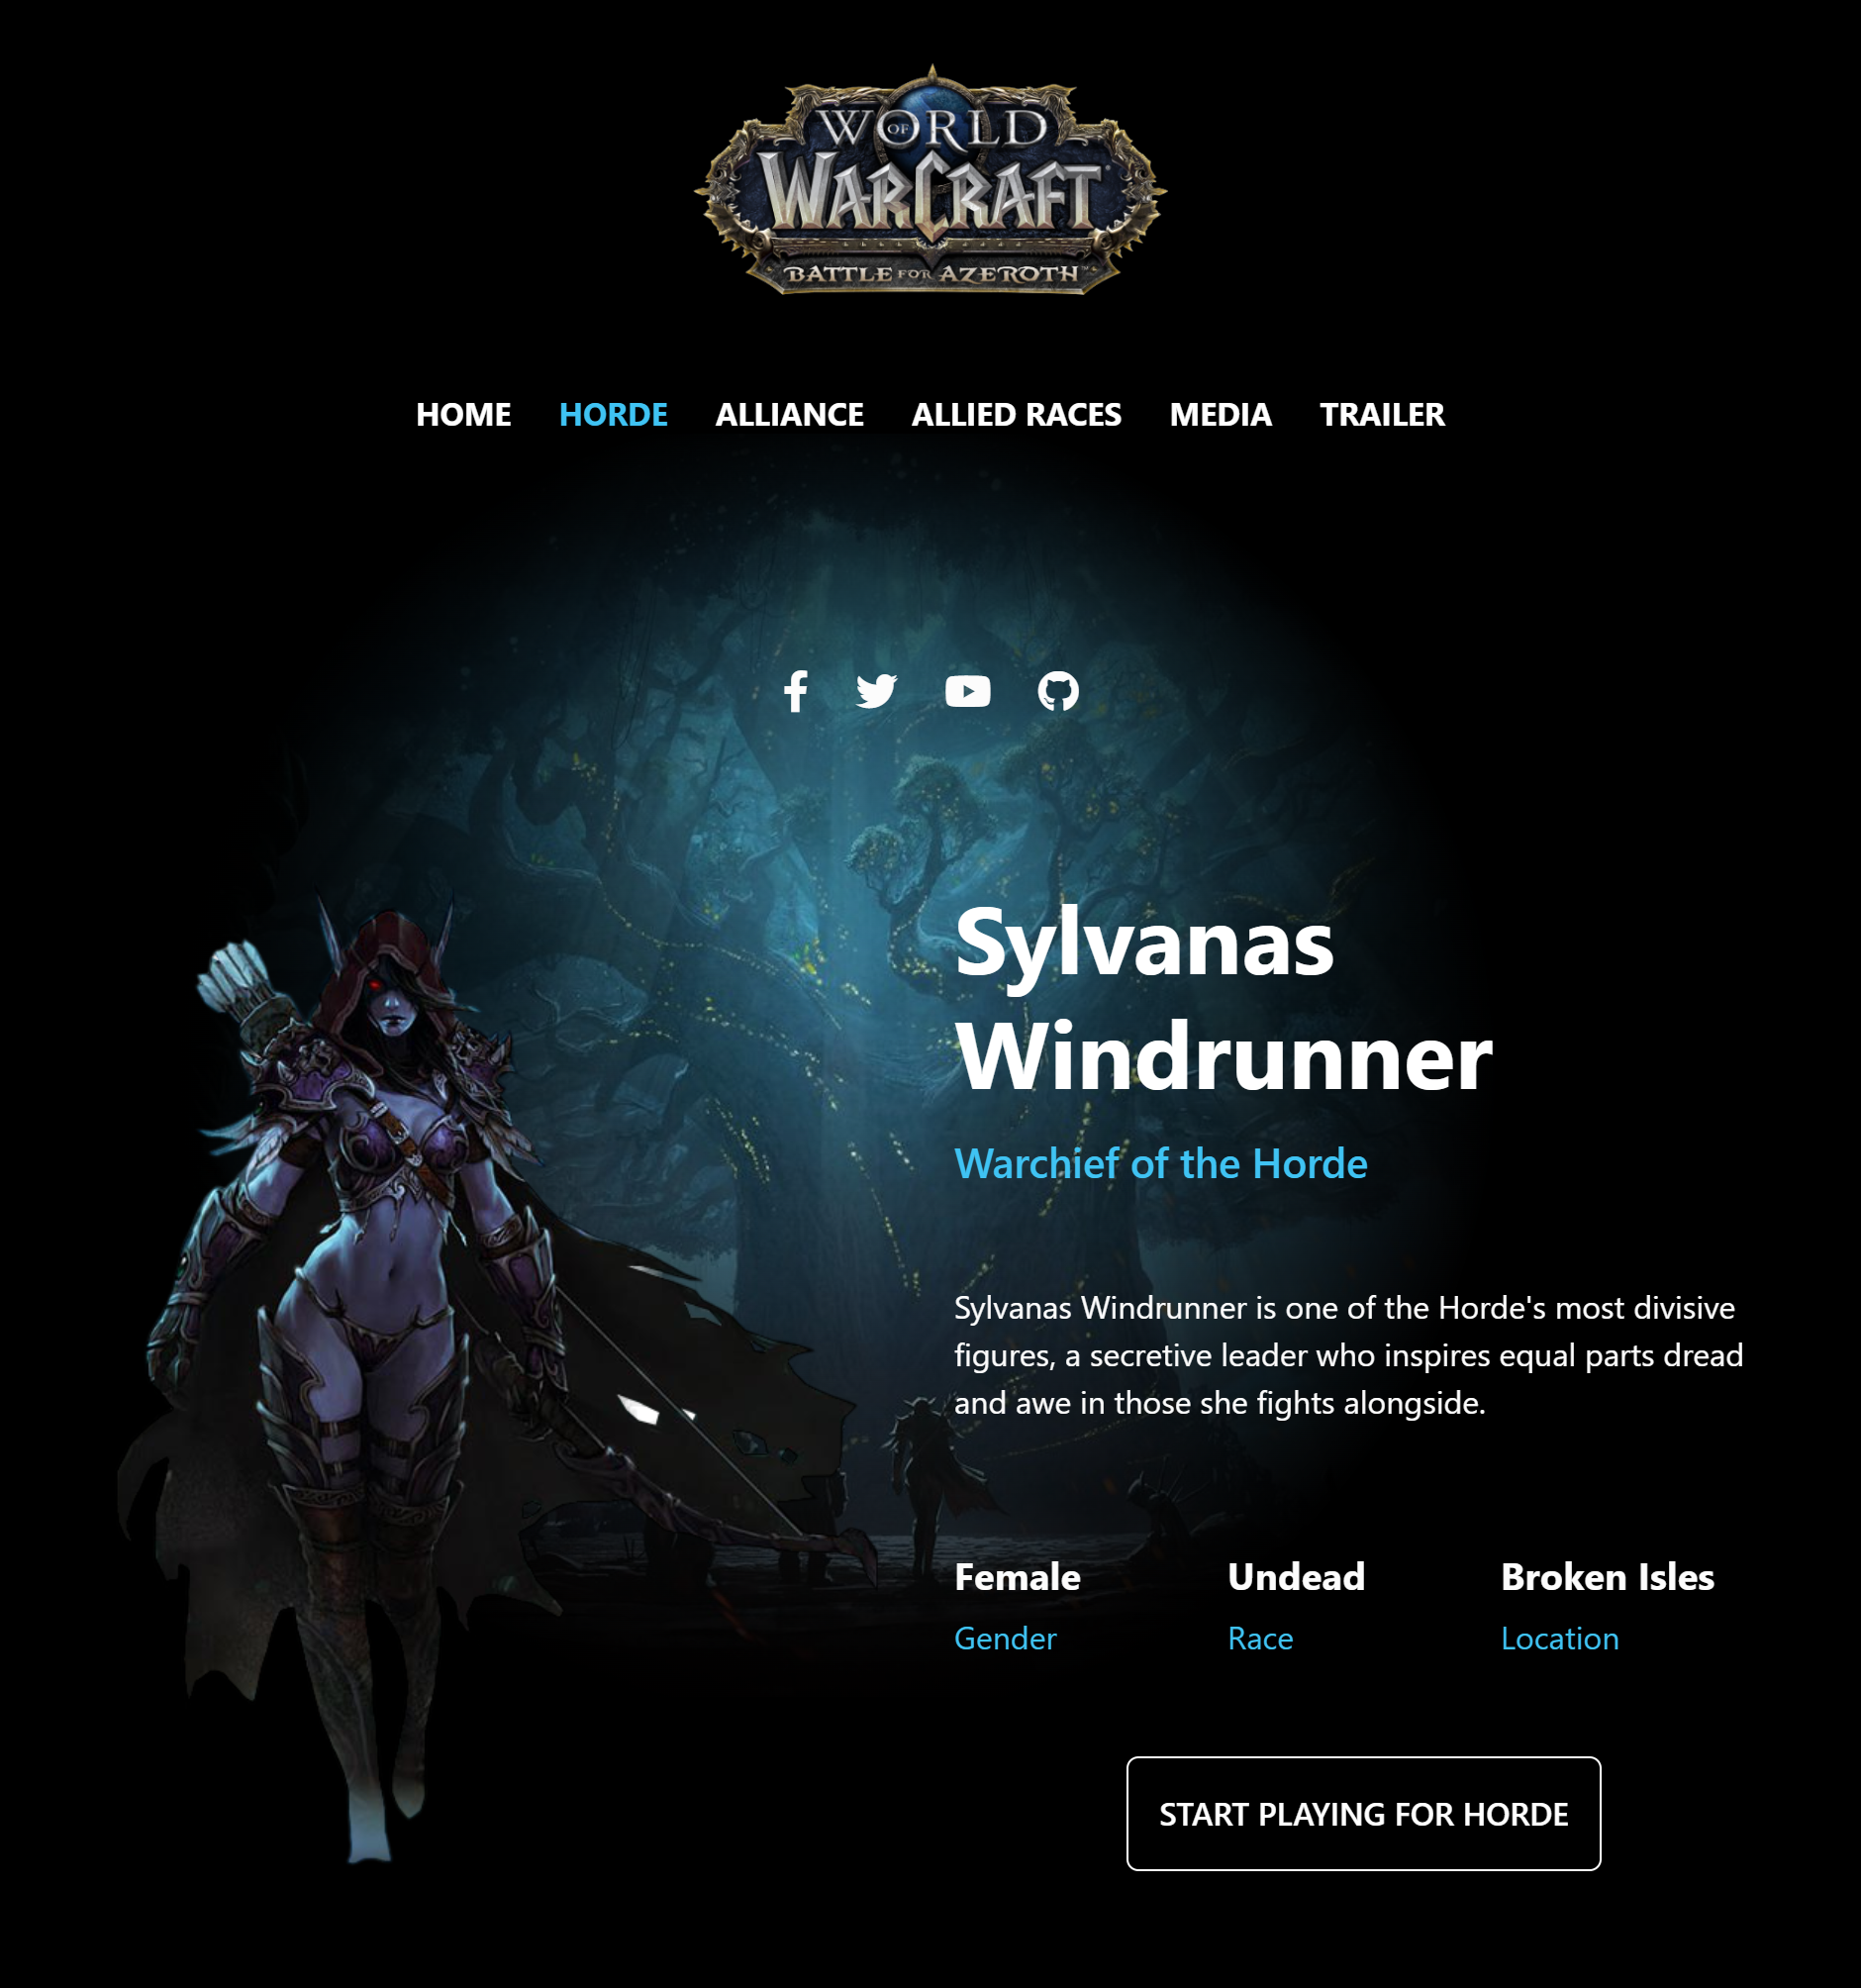 WORLD OF
WARCRAFT
BATTLE FOR AZEROTH™
HOME HORDE ALLIANCE ALLIED RACES MEDIA TRAILER
Sylvanas
Windrunner
Warchief of the Horde
Sylvanas Windrunner is one of the Horde's most divisive
figures, a secretive leader who inspires equal parts dread
and awe in those she fights alongside.
Female Undead Broken Isles
Gender Race Location
START PLAYING FOR HORDE